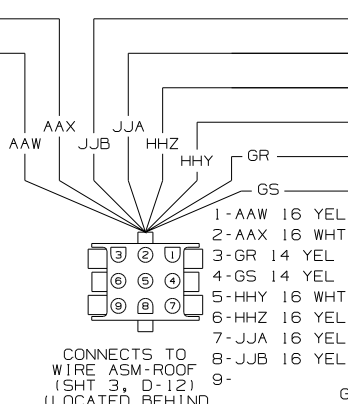 AAX
JJA
AAW
JJB
HHZ
HHY
GR
GS
3 2 1
6 5 4
9 8 7
1-AAW 16 YEL
2-AAX 16 WHT
3-GR 14 YEL
4-GS 14 YEL
5-HHY 16 WHT
6-HHZ 16 YEL
7-JJA 16 YEL
8-JJB 16 YEL
9-
CONNECTS TO
WIRE ASM-ROOF
(SHT 3, D-12)
(LOCATED BEHIND